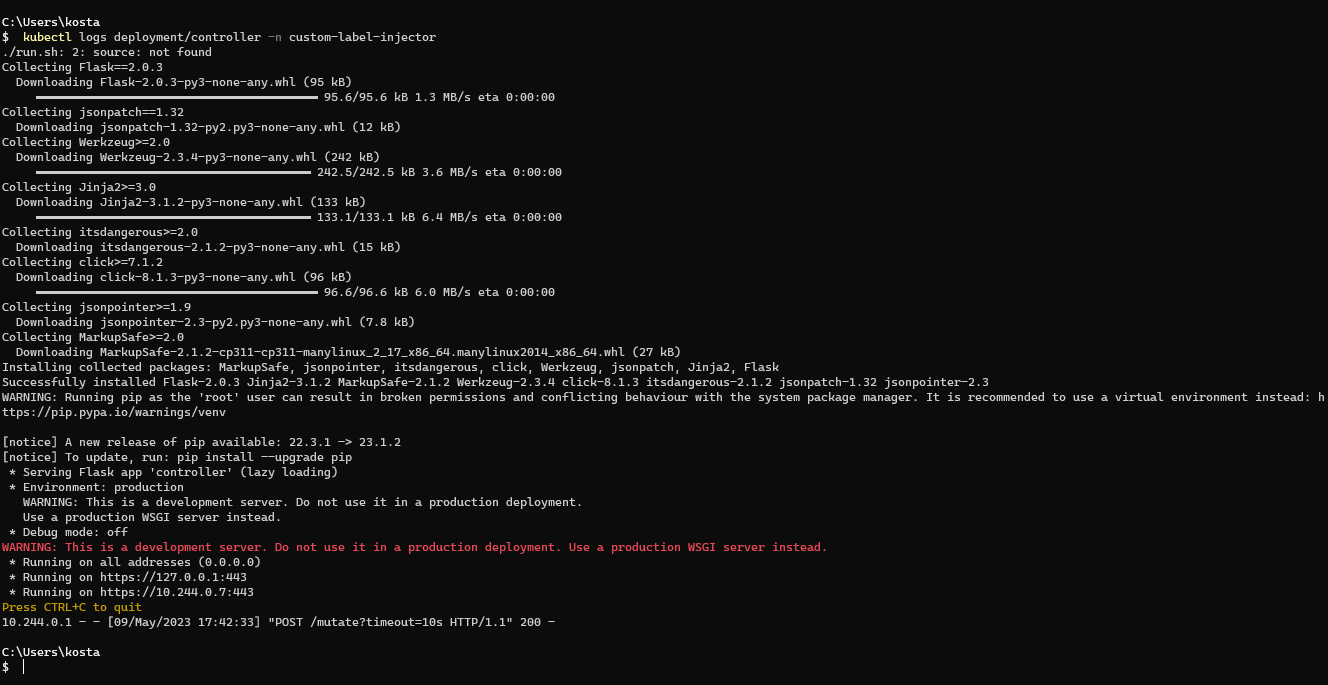 C:\Users\kosta
$  kubectl logs deployment/controller -n custom-label-injector
./run.sh: 2: source: not found
Collecting Flask==2.0.3
  Downloading Flask-2.0.3-py3-none-any.whl (95 kB)
     ━━━━━━━━━━━━━━━━━━━━━━━━━━━━━━━━━━━━━━━━ 95.6/95.6 kB 1.3 MB/s eta 0:00:00
Collecting jsonpatch==1.32
  Downloading jsonpatch-1.32-py2.py3-none-any.whl (12 kB)
Collecting Werkzeug>=2.0
  Downloading Werkzeug-2.3.4-py3-none-any.whl (242 kB)
     ━━━━━━━━━━━━━━━━━━━━━━━━━━━━━━━━━━━━━━━ 242.5/242.5 kB 3.6 MB/s eta 0:00:00
Collecting Jinja2>=3.0
  Downloading Jinja2-3.1.2-py3-none-any.whl (133 kB)
     ━━━━━━━━━━━━━━━━━━━━━━━━━━━━━━━━━━━━━━━ 133.1/133.1 kB 6.4 MB/s eta 0:00:00
Collecting itsdangerous>=2.0
  Downloading itsdangerous-2.1.2-py3-none-any.whl (15 kB)
Collecting click>=7.1.2
  Downloading click-8.1.3-py3-none-any.whl (96 kB)
     ━━━━━━━━━━━━━━━━━━━━━━━━━━━━━━━━━━━━━━━━ 96.6/96.6 kB 6.0 MB/s eta 0:00:00
Collecting jsonpointer>=1.9
  Downloading jsonpointer-2.3-py2.py3-none-any.whl (7.8 kB)
Collecting MarkupSafe>=2.0
  Downloading MarkupSafe-2.1.2-cp311-cp311-manylinux_2_17_x86_64.manylinux2014_x86_64.whl (27 kB)
Installing collected packages: MarkupSafe, jsonpointer, itsdangerous, click, Werkzeug, jsonpatch, Jinja2, Flask
Successfully installed Flask-2.0.3 Jinja2-3.1.2 MarkupSafe-2.1.2 Werkzeug-2.3.4 click-8.1.3 itsdangerous-2.1.2 jsonpatch-1.32 jsonpointer-2.3
WARNING: Running pip as the 'root' user can result in broken permissions and conflicting behaviour with the system package manager. It is recommended to use a virtual environment instead: h
ttps://pip.pypa.io/warnings/venv

[notice] A new release of pip available: 22.3.1 -> 23.1.2
[notice] To update, run: pip install --upgrade pip
 * Serving Flask app 'controller' (lazy loading)
 * Environment: production
   WARNING: This is a development server. Do not use it in a production deployment.
   Use a production WSGI server instead.
 * Debug mode: off
WARNING: This is a development server. Do not use it in a production deployment. Use a production WSGI server instead.
 * Running on all addresses (0.0.0.0)
 * Running on https://127.0.0.1:443
 * Running on https://10.244.0.7:443
Press CTRL+C to quit
10.244.0.1 - - [09/May/2023 17:42:33] "POST /mutate?timeout=10s HTTP/1.1" 200 -

C:\Users\kosta
$